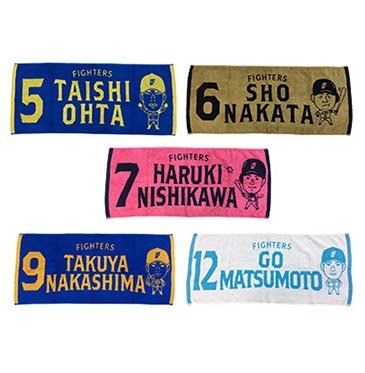 FIGHTERS
5 TAISHI
OHTA
FIGHTERS
6 SHO
NAKATA
FIGHTERS
7 HARUKI
NISHIKAWA
FIGHTERS
9 TAKUYA
NAKASHIMA
FIGHTERS
12 GO
MATSUMOTO